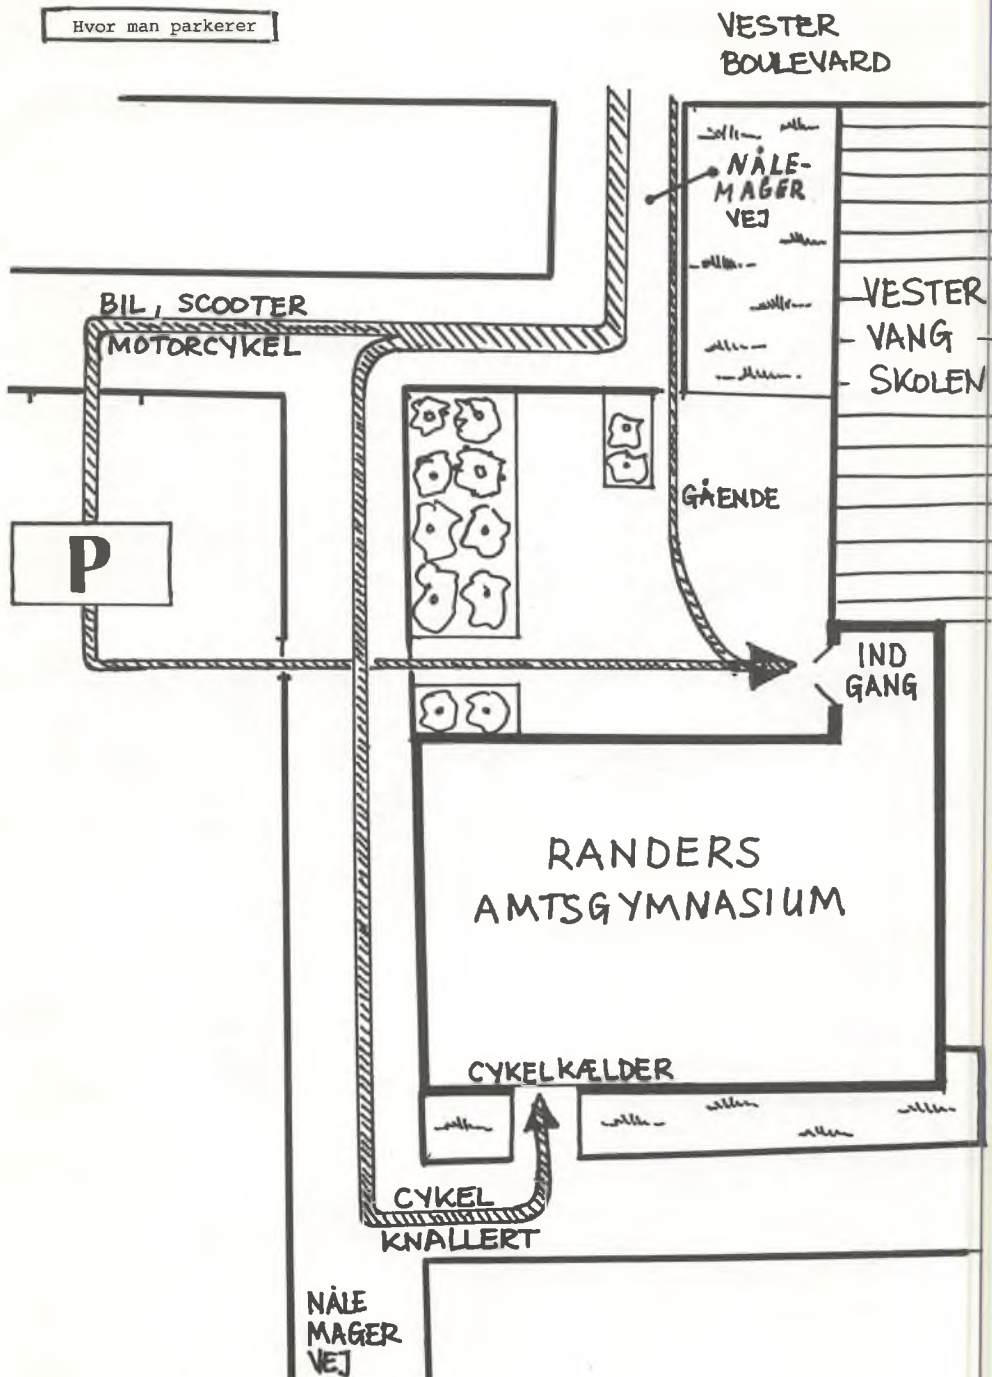 Hvor man parkerer
VESTER
BOULEVARD
NÅLE-
MAGER
VEJ
BIL, SCOOTER
MOTORCYKEL
VESTER
VANG
SKOLEN
GÅENDE
P
IND
GANG
RANDERS
AMTSGYMNASIUM
CYKELKÆLDER
CYKEL
KNALLERT
NÅLE
MAGER
VEJ